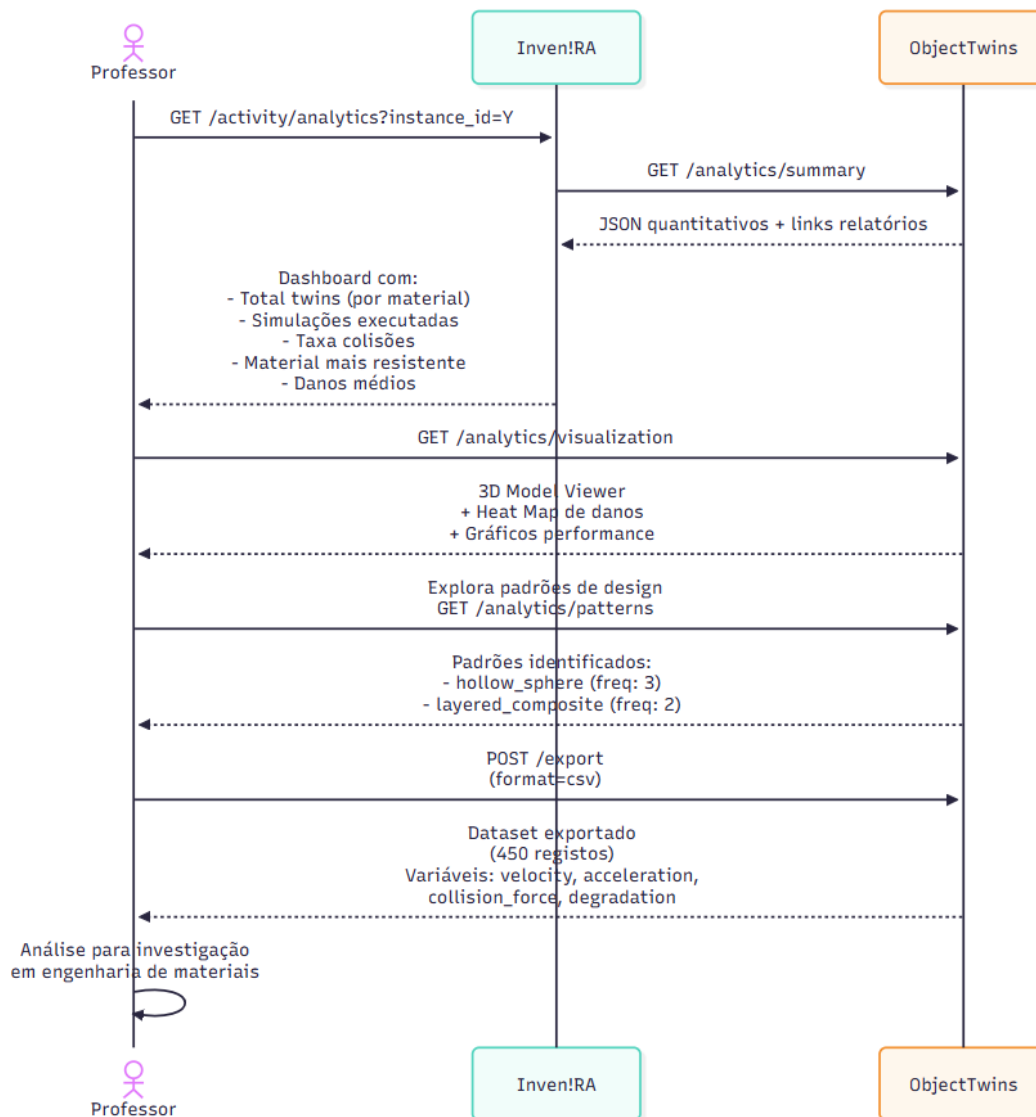 Professor
Inven!RA
ObjectTwins
GET /activity/analytics?instance_id=Y
GET /analytics/summary
JSON quantitativos + links relatórios
Dashboard com:
- Total twins (por material)
- Simulações executadas
- Taxa colisões
- Material mais resistente
- Danos médios
GET /analytics/visualization
3D Model Viewer
+ Heat Map de danos
+ Gráficos performance
Explora padrões de design
GET /analytics/patterns
Padrões identificados:
- hollow_sphere (freq: 3)
- layered_composite (freq: 2)
POST /export
(format=csv)
Dataset exportado
(450 registos)
Variáveis: velocity, acceleration,
collision_force, degradation
Análise para investigação
em engenharia de materiais
Professor
Inven!RA
ObjectTwins